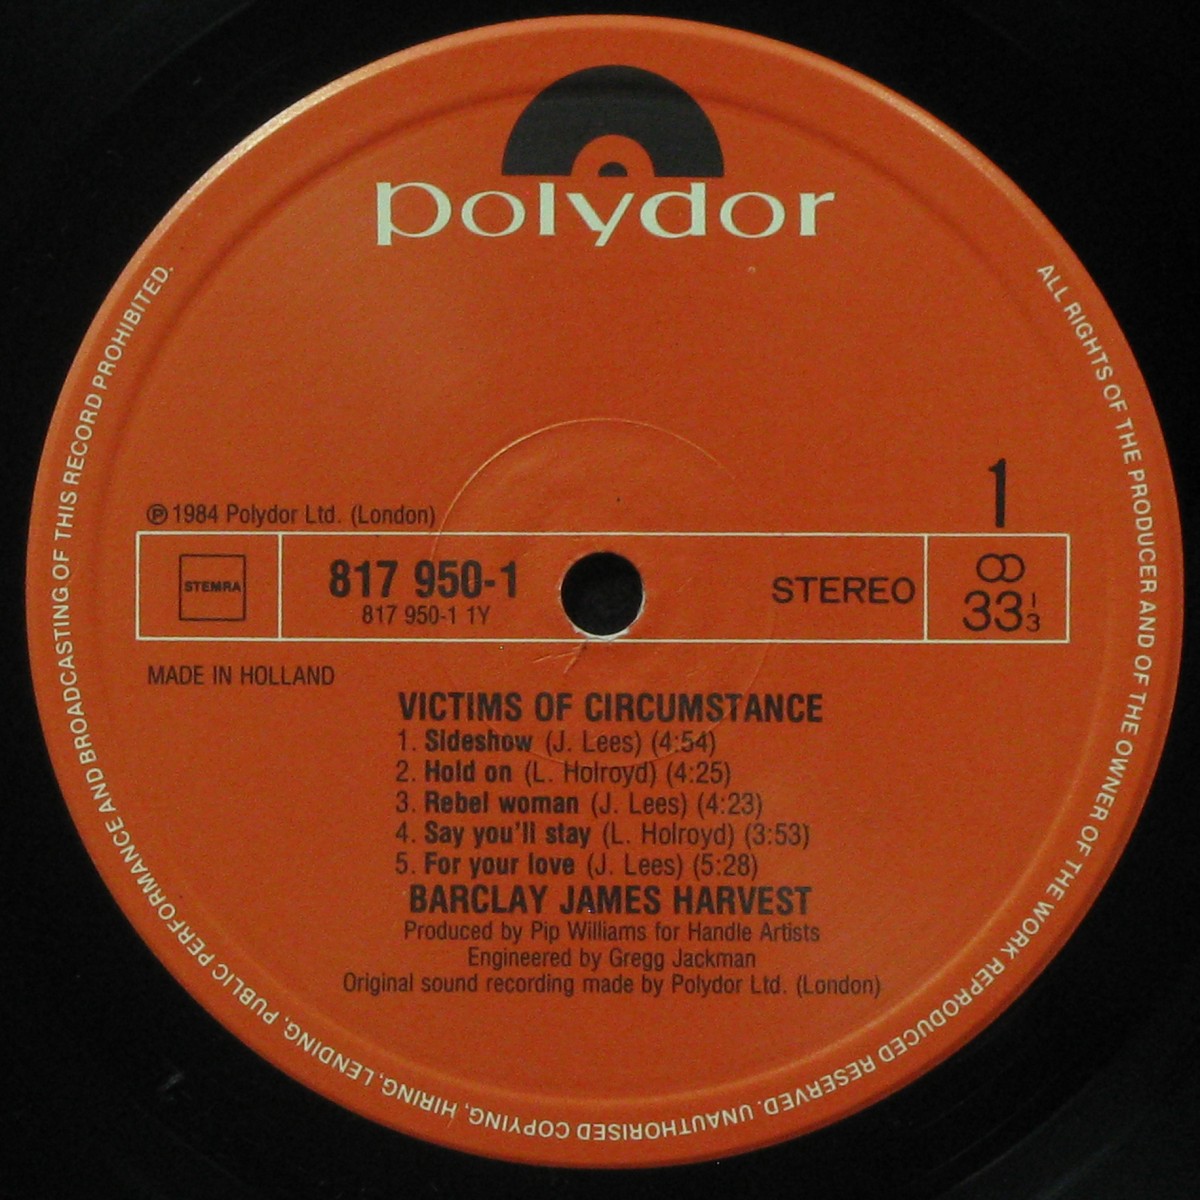 polydor
1
℗ 1984 Polydor Ltd. (London)
STEMRA
817 950-1
817 950-1 1Y
STEREO
33 1/3
MADE IN HOLLAND
VICTIMS OF CIRCUMSTANCE
1. Sideshow (J. Lees) (4:54)
2. Hold on (L. Holroyd) (4:25)
3. Rebel woman (J. Lees) (4:23)
4. Say you'll stay (L. Holroyd) (3:53)
5. For your love (J. Lees) (5:28)
BARCLAY JAMES HARVEST
Produced by Pip Williams for Handle Artists
Engineered by Gregg Jackman
Original sound recording made by Polydor Ltd. (London)
ALL RIGHTS OF THE PRODUCER AND OF THE OWNER OF THE WORK REPRODUCED RESERVED. UNAUTHORISED COPYING, HIRING, LENDING, PUBLIC PERFORMANCE AND BROADCASTING OF THIS RECORD PROHIBITED.